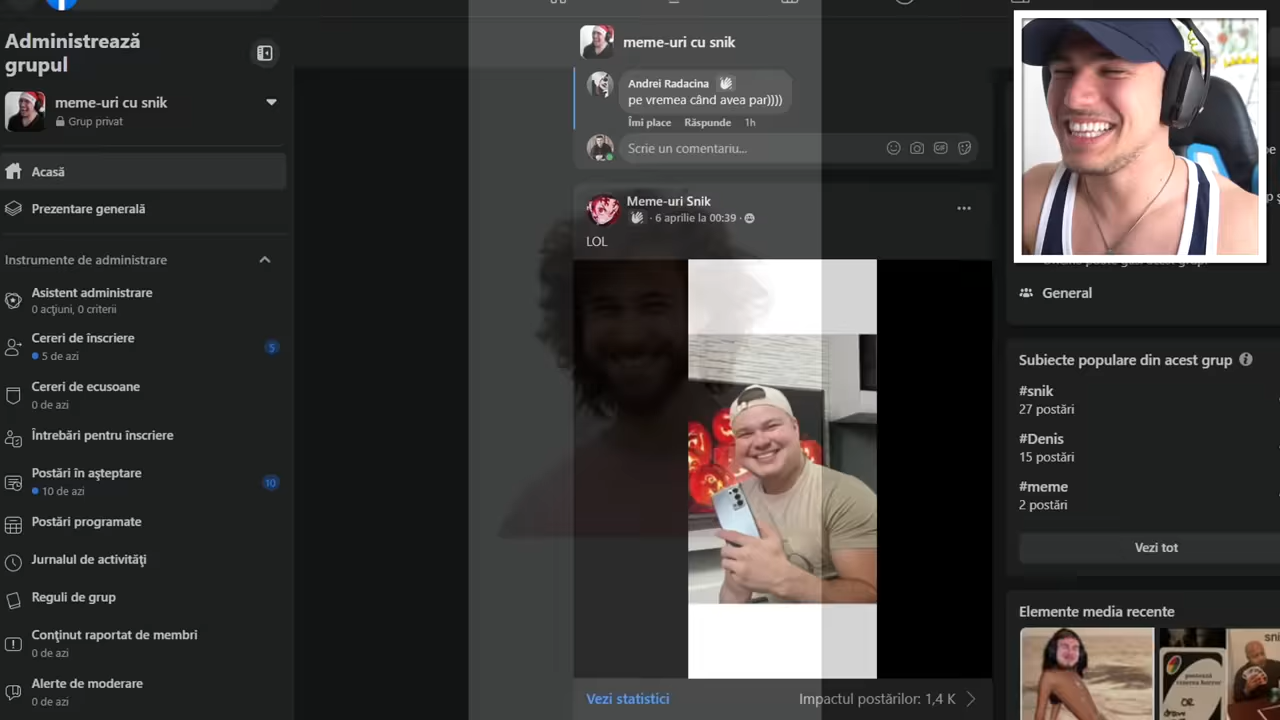 Administrează
grupul
meme-uri cu snik
Grup privat
Acasă
Prezentare generală
Instrumente de administrare
Asistent administrare
0 acțiuni, 0 criterii
Cereri de înscriere
5 de azi
5
Cereri de ecusoane
0 de azi
Întrebări pentru înscriere
Postări în așteptare
10 de azi
10
Postări programate
Jurnalul de activități
Reguli de grup
Conținut raportat de membri
0 de azi
Alerte de moderare
0 de azi
meme-uri cu snik
Andrei Radacina
pe vremea când avea par))))
Îmi place Răspunde 1h
Scrie un comentariu...
GIF
Meme-uri Snik
· 6 aprilie la 00:39 ·
LOL
Vezi statistici
Impactul postărilor: 1,4 K
General
Subiecte populare din acest grup
#snik
27 postări
#Denis
15 postări
#meme
2 postări
Vezi tot
Elemente media recente
OR